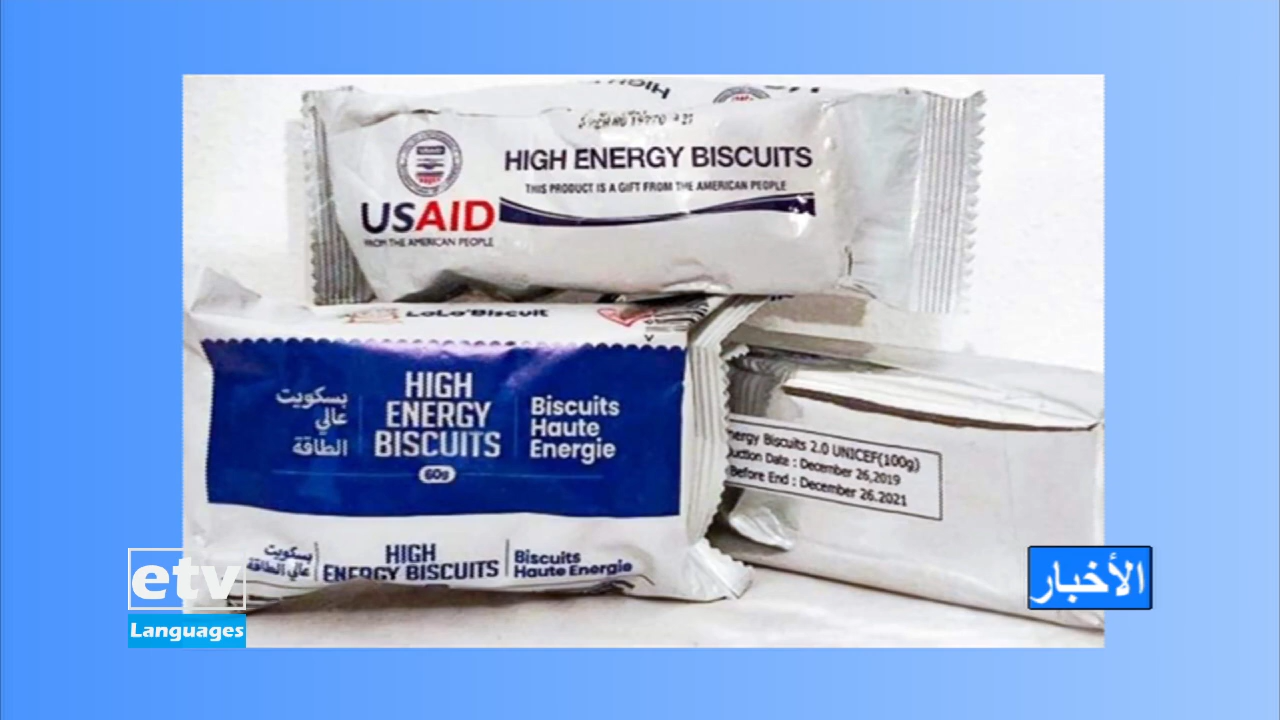 HIGH ENERGY BISCUITS
THIS PRODUCT IS A GIFT FROM THE AMERICAN PEOPLE
USAID
FROM THE AMERICAN PEOPLE
LoLo'Biscuit
بسكويت
عالي
الطاقة
HIGH
ENERGY
BISCUITS
60g
Biscuits
Haute
Energie
بسكويت
عالي الطاقة
HIGH
ENERGY BISCUITS
Biscuits
Haute Energie
Biscuits 2.0 UNICEF(100g)
Date : December 26,2019
Before End : December 26.2021
etv
Languages
الأخبار